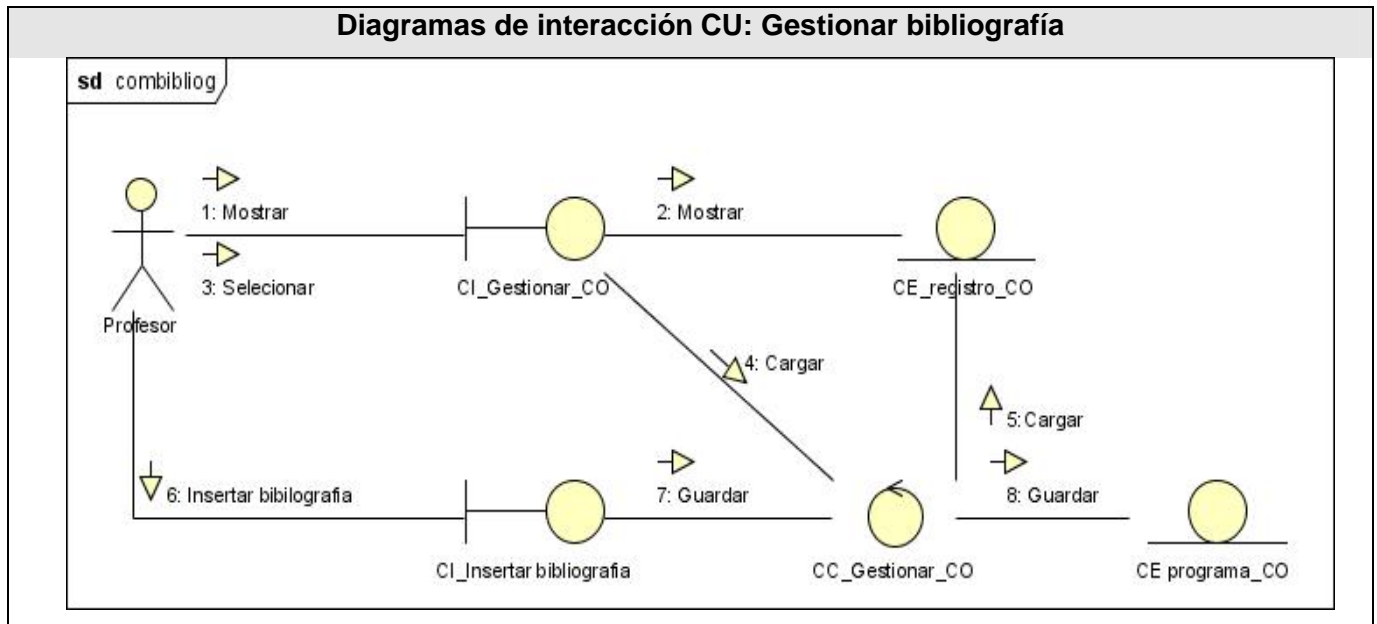 Diagramas de interacción CU: Gestionar bibliografía
sd combibliog
1: Mostrar
2: Mostrar
3: Selecionar
CI_Gestionar_CO
CE_registro_CO
Profesor
4: Cargar
5:Cargar
6: Insertar bibilografia
7: Guardar
8: Guardar
CI_Insertar bibliografia
CC_Gestionar_CO
CE programa_CO